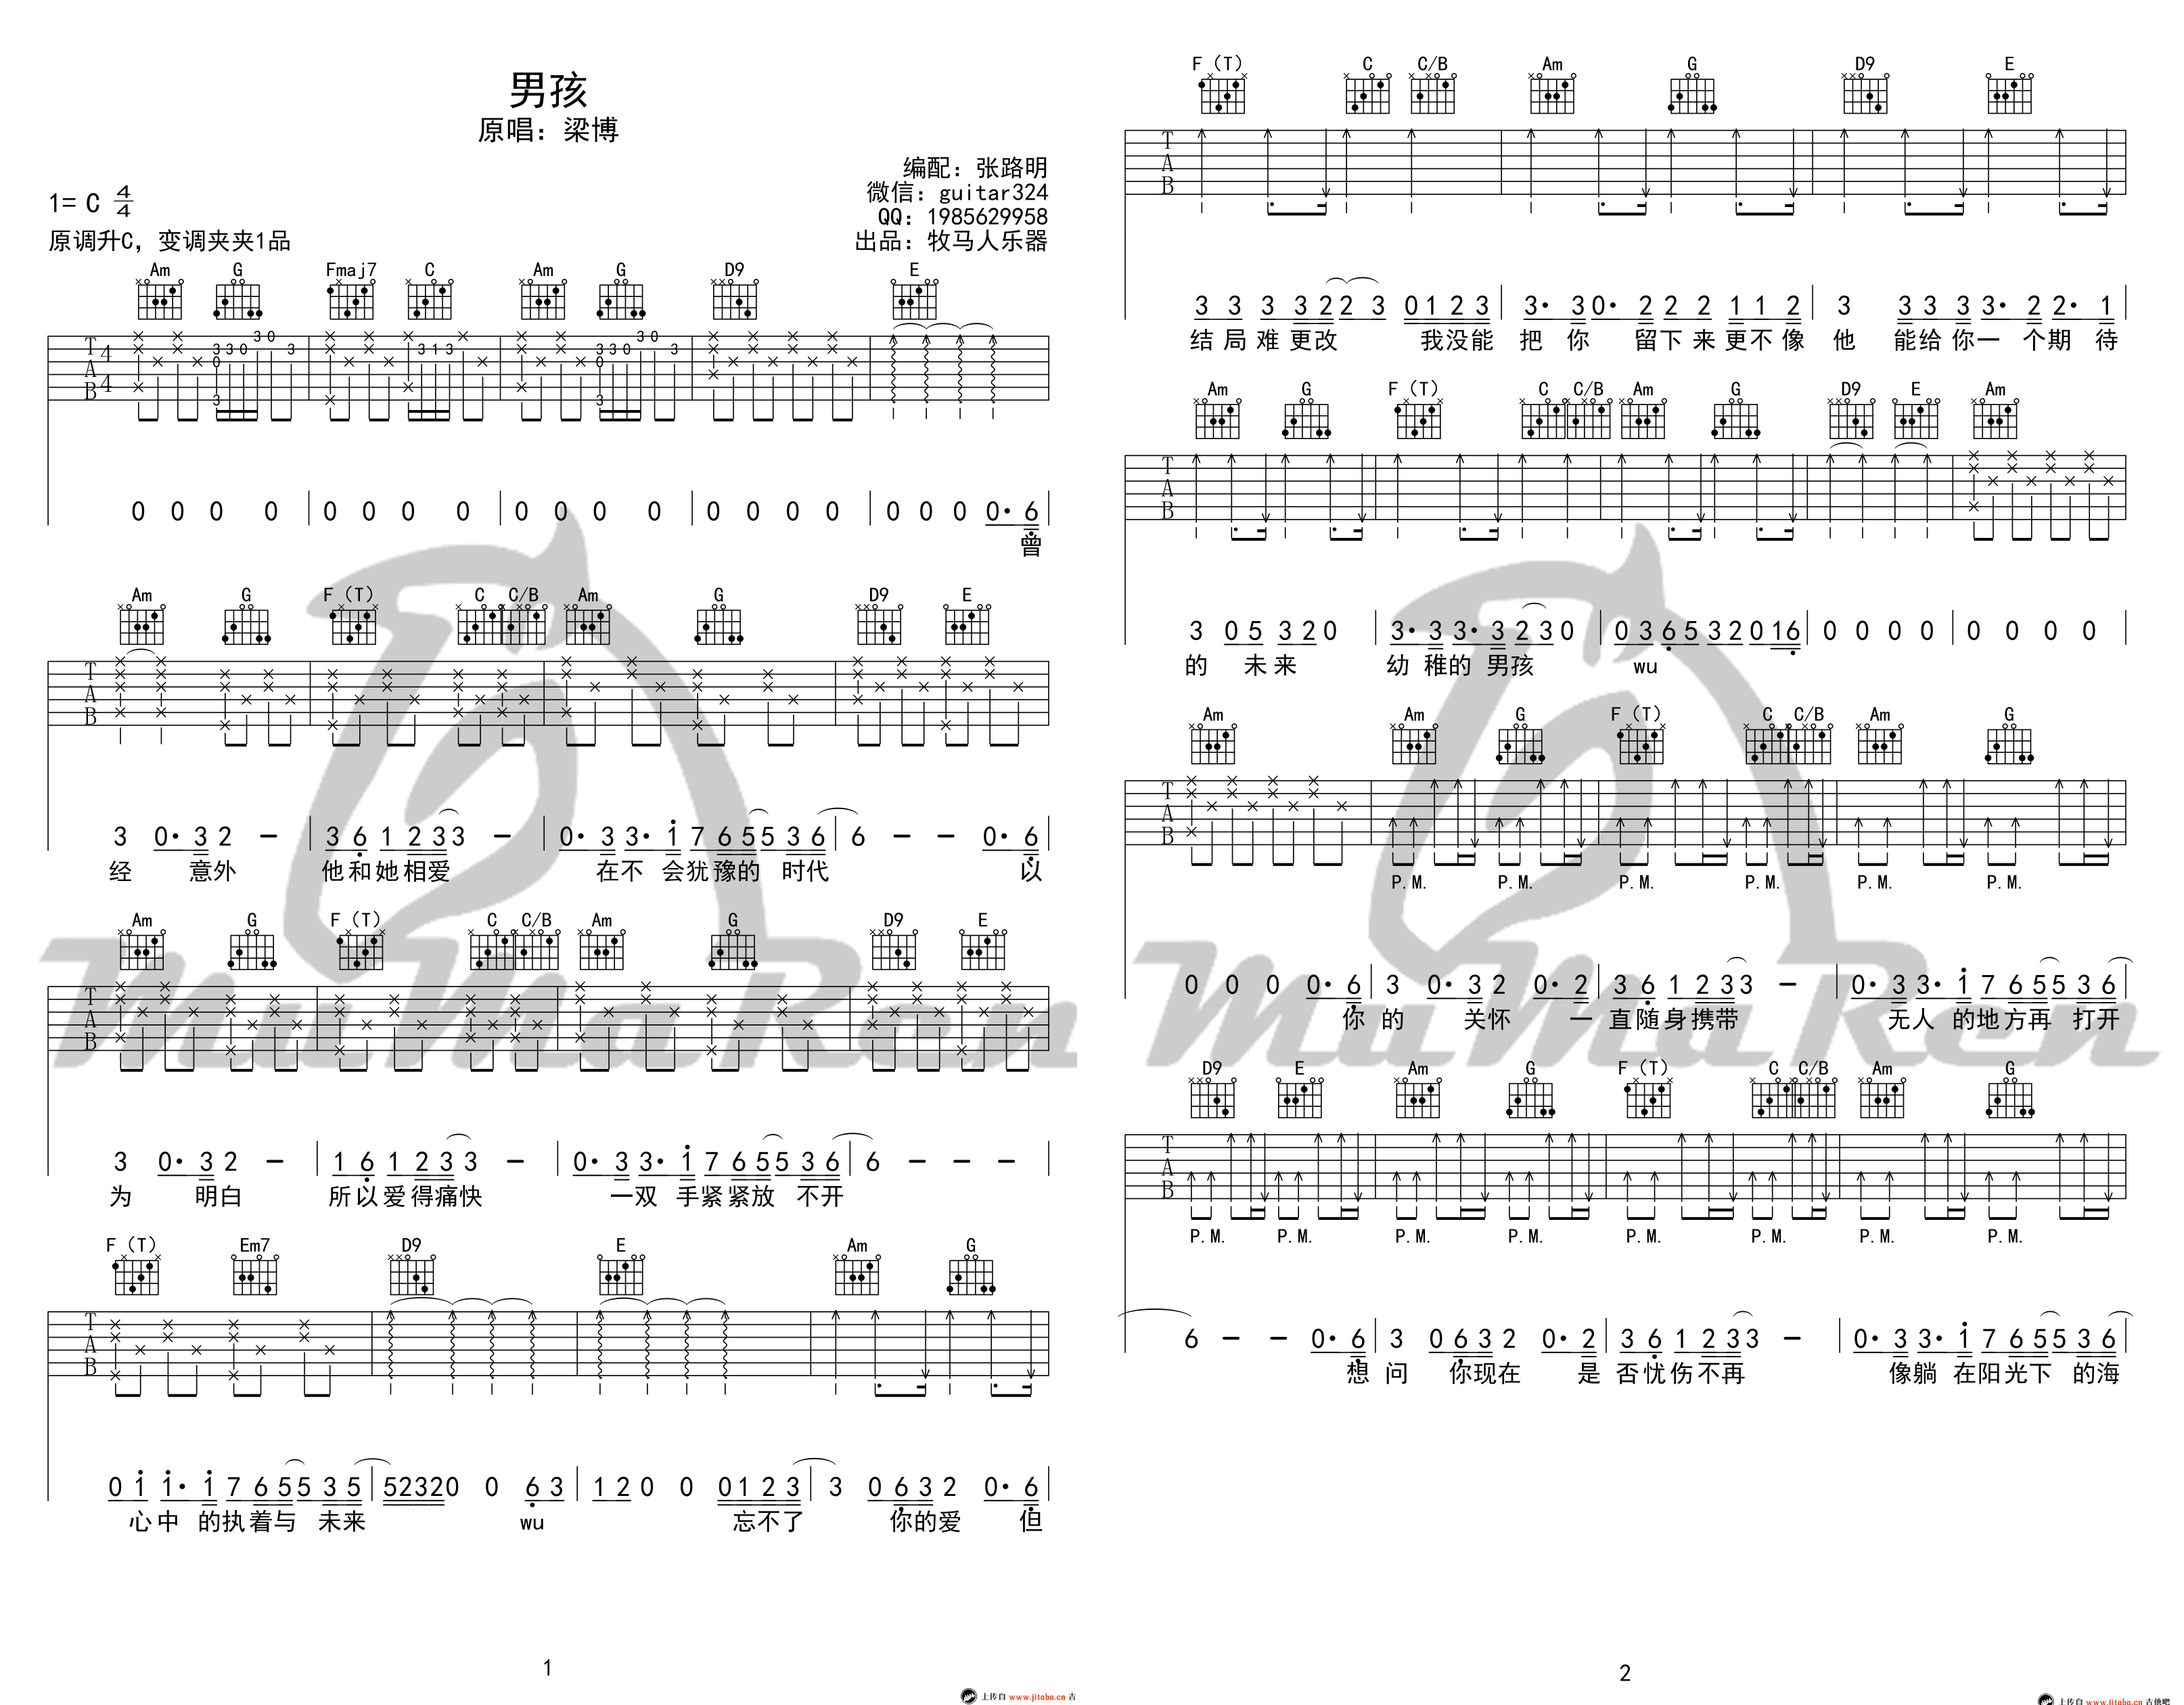 男孩
原唱：梁博
编配：张路明
微信：guitar324
QQ：1985629958
出品：牧马人乐器
1= C 4/4
原调升C，变调夹夹1品
Am G Fmaj7 C Am G D9 E
T A B 4 4
3 0 3 3 0 3 0 3 3 1 3 3 0 3 3 0 3 0 3
0 0 0 0 | 0 0 0 0 | 0 0 0 0 | 0 0 0 0 | 0 0 0 0· 6 |
曾
Am G F（T） C C/B Am G D9 E
T A B
3 0· 3 2 － | 3 6 1 2 3 3 － | 0· 3 3· 1 7 6 5 5 3 6 | 6 － － 0· 6 |
经 意外 他和她相爱 在不 会犹豫的 时代 以
Am G F（T） C C/B Am G D9 E
T A B
3 0· 3 2 － | 1 6 1 2 3 3 － | 0· 3 3· 1 7 6 5 5 3 6 | 6 － － － |
为 明白 所以爱得痛快 一双 手紧紧放 不开
F（T） Em7 D9 E Am G
T A B
0 1 1· 1 7 6 5 5 3 5 | 5 2 3 2 0 0 6 3 | 1 2 0 0 0 1 2 3 | 3 0 6 3 2 0· 6 |
心中 的执着与 未来 wu 忘不了 你的爱 但
1
上传自 www.jitaba.cn 吉
F（T） C C/B Am G D9 E
T A B
3 3 3 3 2 2 3 0 1 2 3 | 3· 3 0· 2 2 2 1 1 2 | 3 3 3 3 3· 2 2· 1 |
结局难更改 我没能 把你 留下来更不像 他 能给你一 个期 待
Am G F（T） C C/B Am G D9 E Am
T A B
3 0 5 3 2 0 | 3· 3 3· 3 2 3 0 | 0 3 6 5 3 2 0 1 6 | 0 0 0 0 | 0 0 0 0 |
的 未来 幼稚的 男孩 wu
Am Am G F（T） C C/B Am G
T A B
P.M. P.M. P.M. P.M. P.M. P.M.
0 0 0 0· 6 | 3 0· 3 2 0· 2 | 3 6 1 2 3 3 － | 0· 3 3· 1 7 6 5 5 3 6 |
你 的 关怀 一 直随身携带 无人 的地方再 打开
D9 E Am G F（T） C C/B Am G
T A B
P.M. P.M. P.M. P.M. P.M. P.M. P.M. P.M.
6 － － 0· 6 | 3 0 6 3 2 0· 2 | 3 6 1 2 3 3 － | 0· 3 3· 1 7 6 5 5 3 6 |
想 问 你现在 是 否忧伤不再 像躺 在阳光下 的海
2
上传自 www.jitaba.cn 吉他吧
MuMaRen
MuMaRen